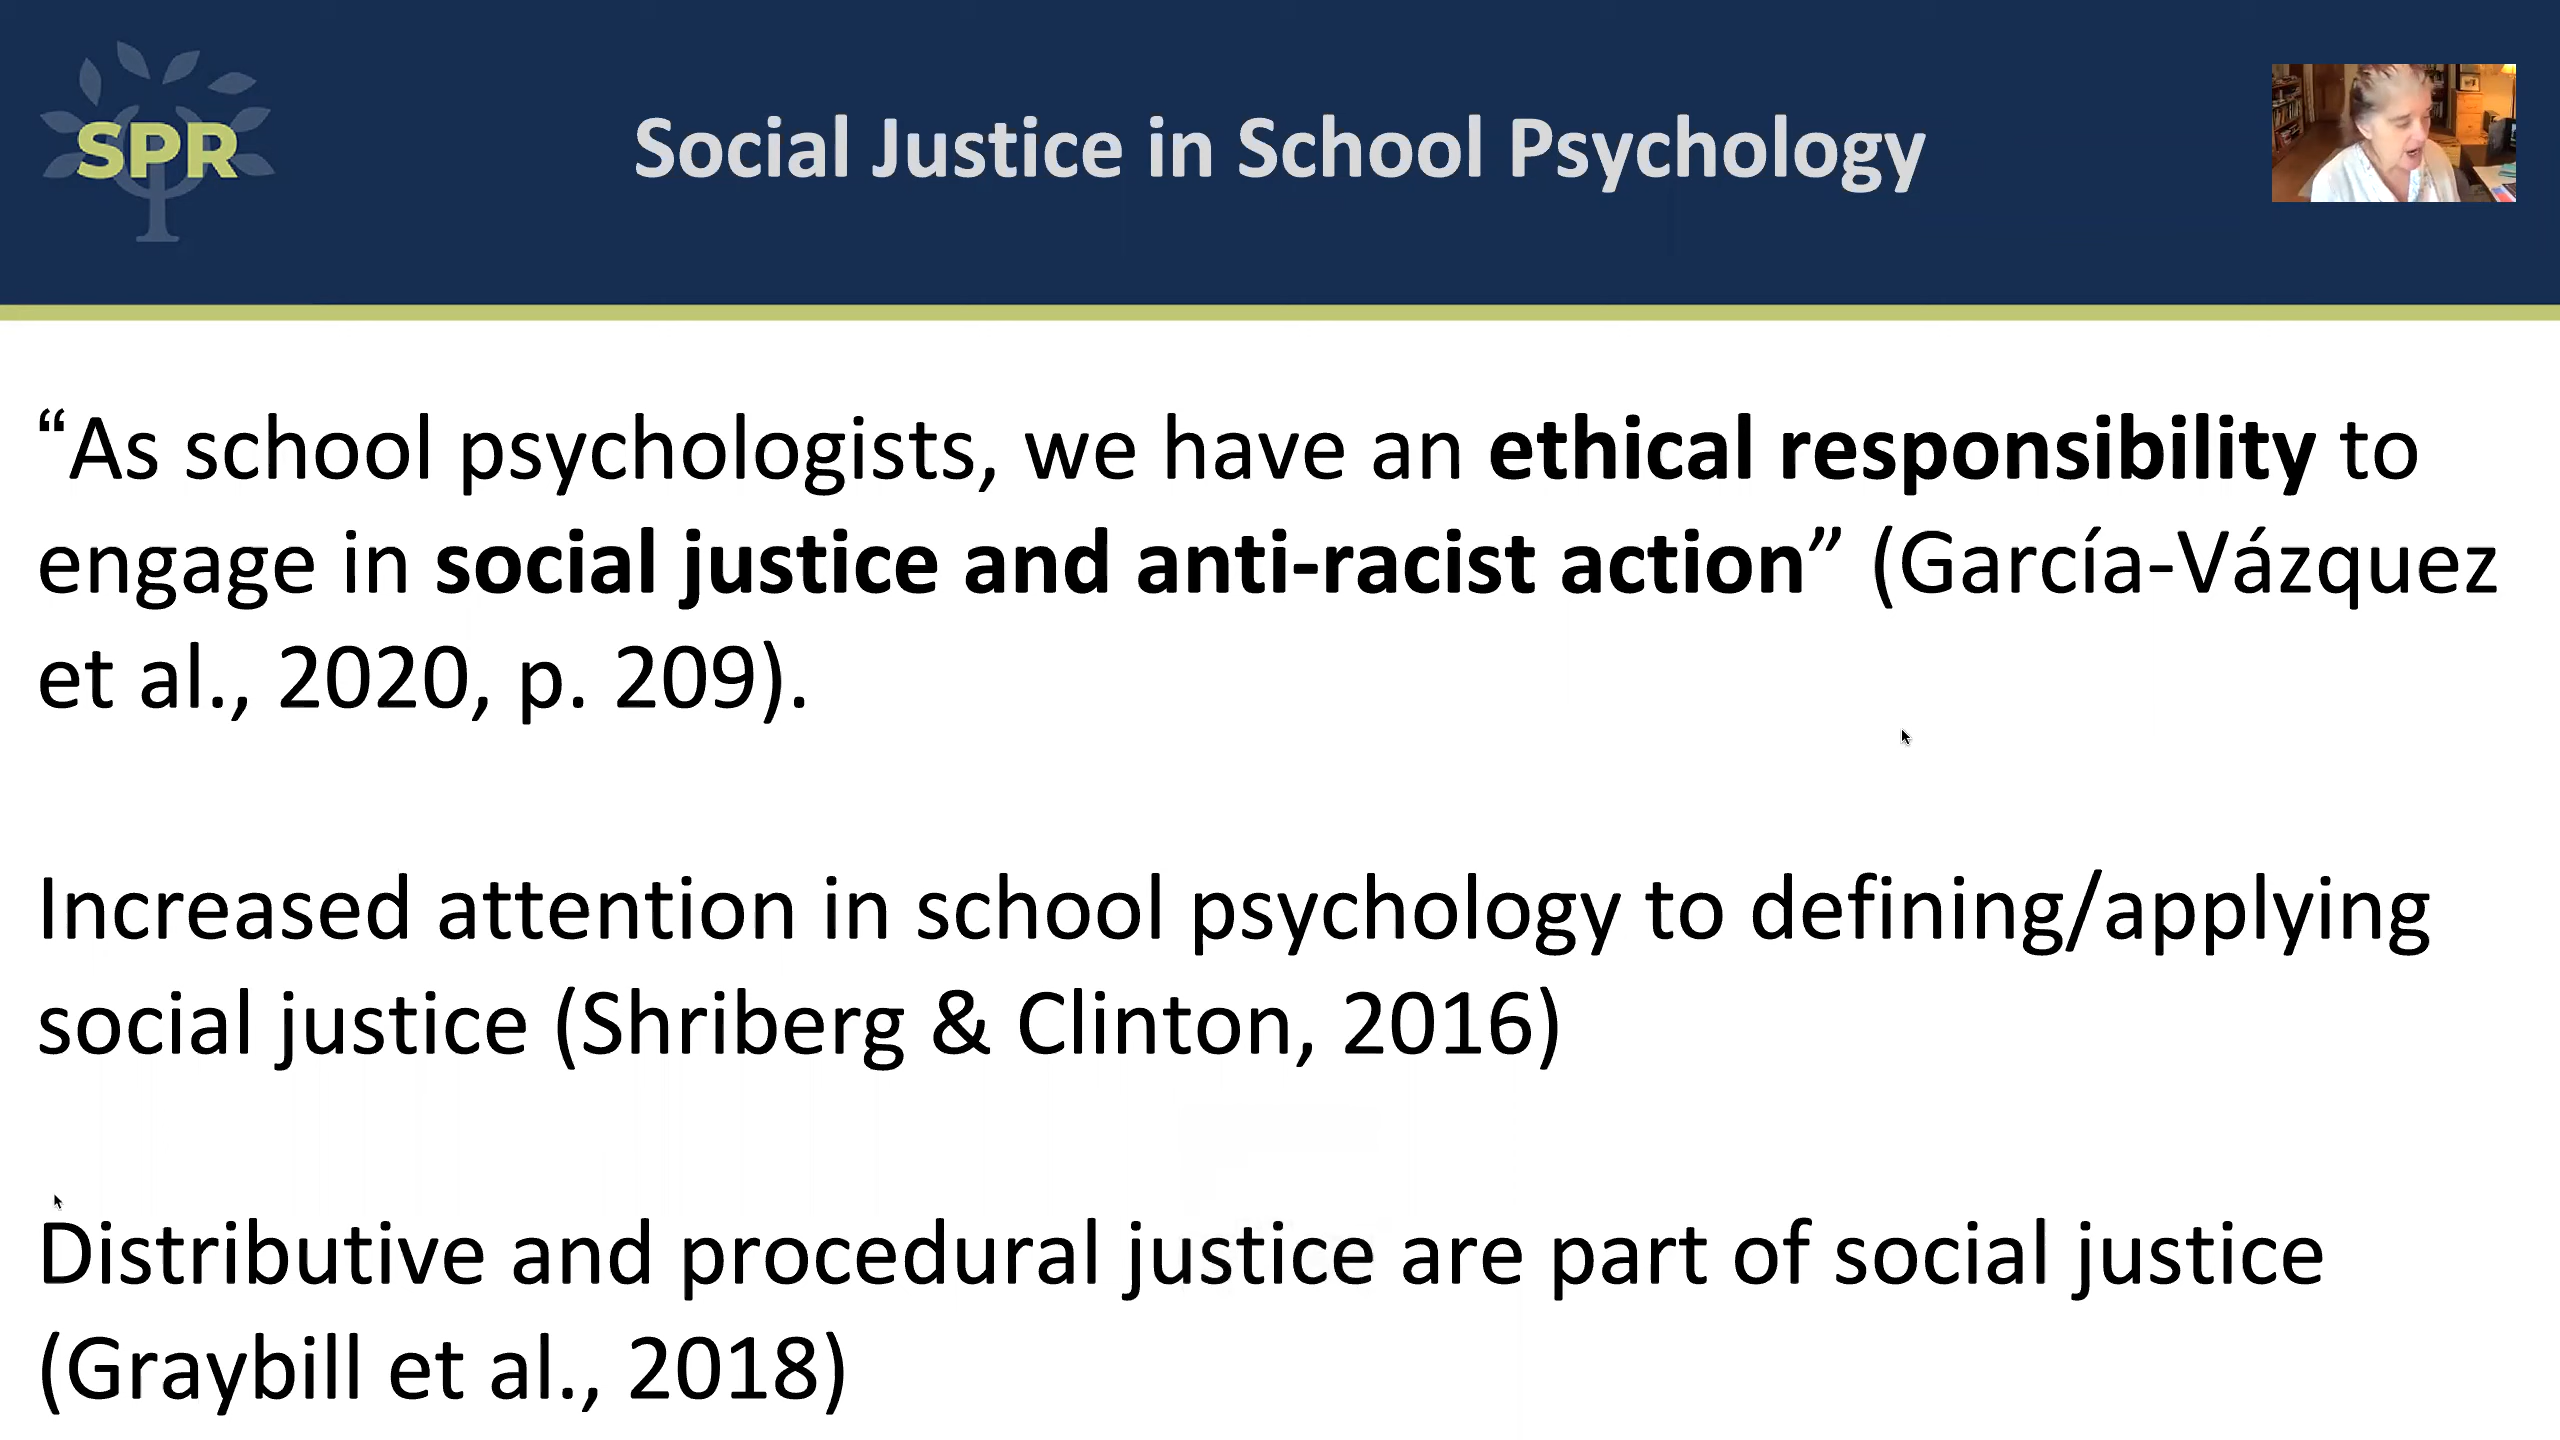 SPR
Social Justice in School Psychology
“As school psychologists, we have an ethical responsibility to
engage in social justice and anti-racist action” (García-Vázquez
et al., 2020, p. 209).
Increased attention in school psychology to defining/applying
social justice (Shriberg & Clinton, 2016)
Distributive and procedural justice are part of social justice
(Graybill et al., 2018)